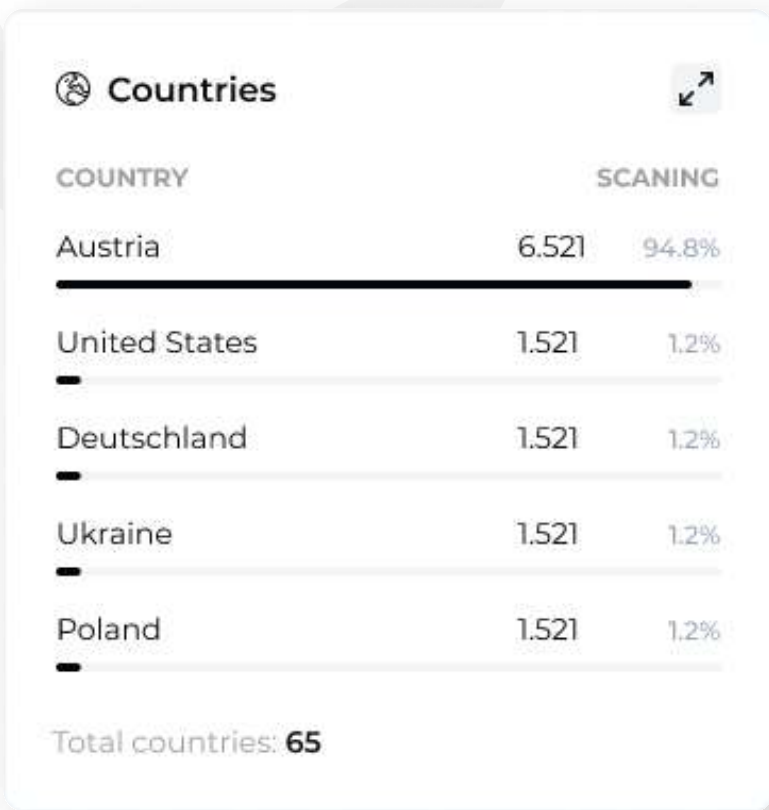 Countries
COUNTRY SCANING
Austria 6.521 94.8%
United States 1.521 1.2%
Deutschland 1.521 1.2%
Ukraine 1.521 1.2%
Poland 1.521 1.2%
Total countries: 65